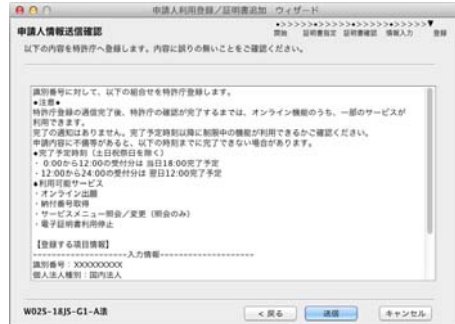 申請人利用登録/証明書追加 ウィザード
申請人情報送信確認
●>>>>>●>>>>>●>>>>>●>>>>>▼
開始 証明書指定 証明書確認 情報入力 登録
以下の内容を特許庁へ登録します。内容に誤りの無いことをご確認ください。
識別番号に対して、以下の組合せを特許庁登録します。
●注意●
特許庁登録の通信完了後、特許庁の確認が完了するまでは、オンライン機能のうち、一部のサービスが
利用できます。
完了の通知はありません。完了予定時刻以降に制限中の機能が利用できるかご確認ください。
申請内容に不備等があると、以下の時刻までに完了できない場合があります。
●完了予定時刻（土日祝祭日を除く）
・ 0:00から12:00の受付分は 当日18:00完了予定
・12:00から24:00の受付分は 翌日12:00完了予定
●利用可能サービス
・オンライン出願
・納付番号取得
・サービスメニュー照会/変更（照会のみ）
・電子証明書利用停止
【登録する項目情報】
====================入力情報====================
識別番号：XXXXXXXXX
個人法人種別：国内法人
W025-18JS-G1-A法
< 戻る
送信
キャンセル